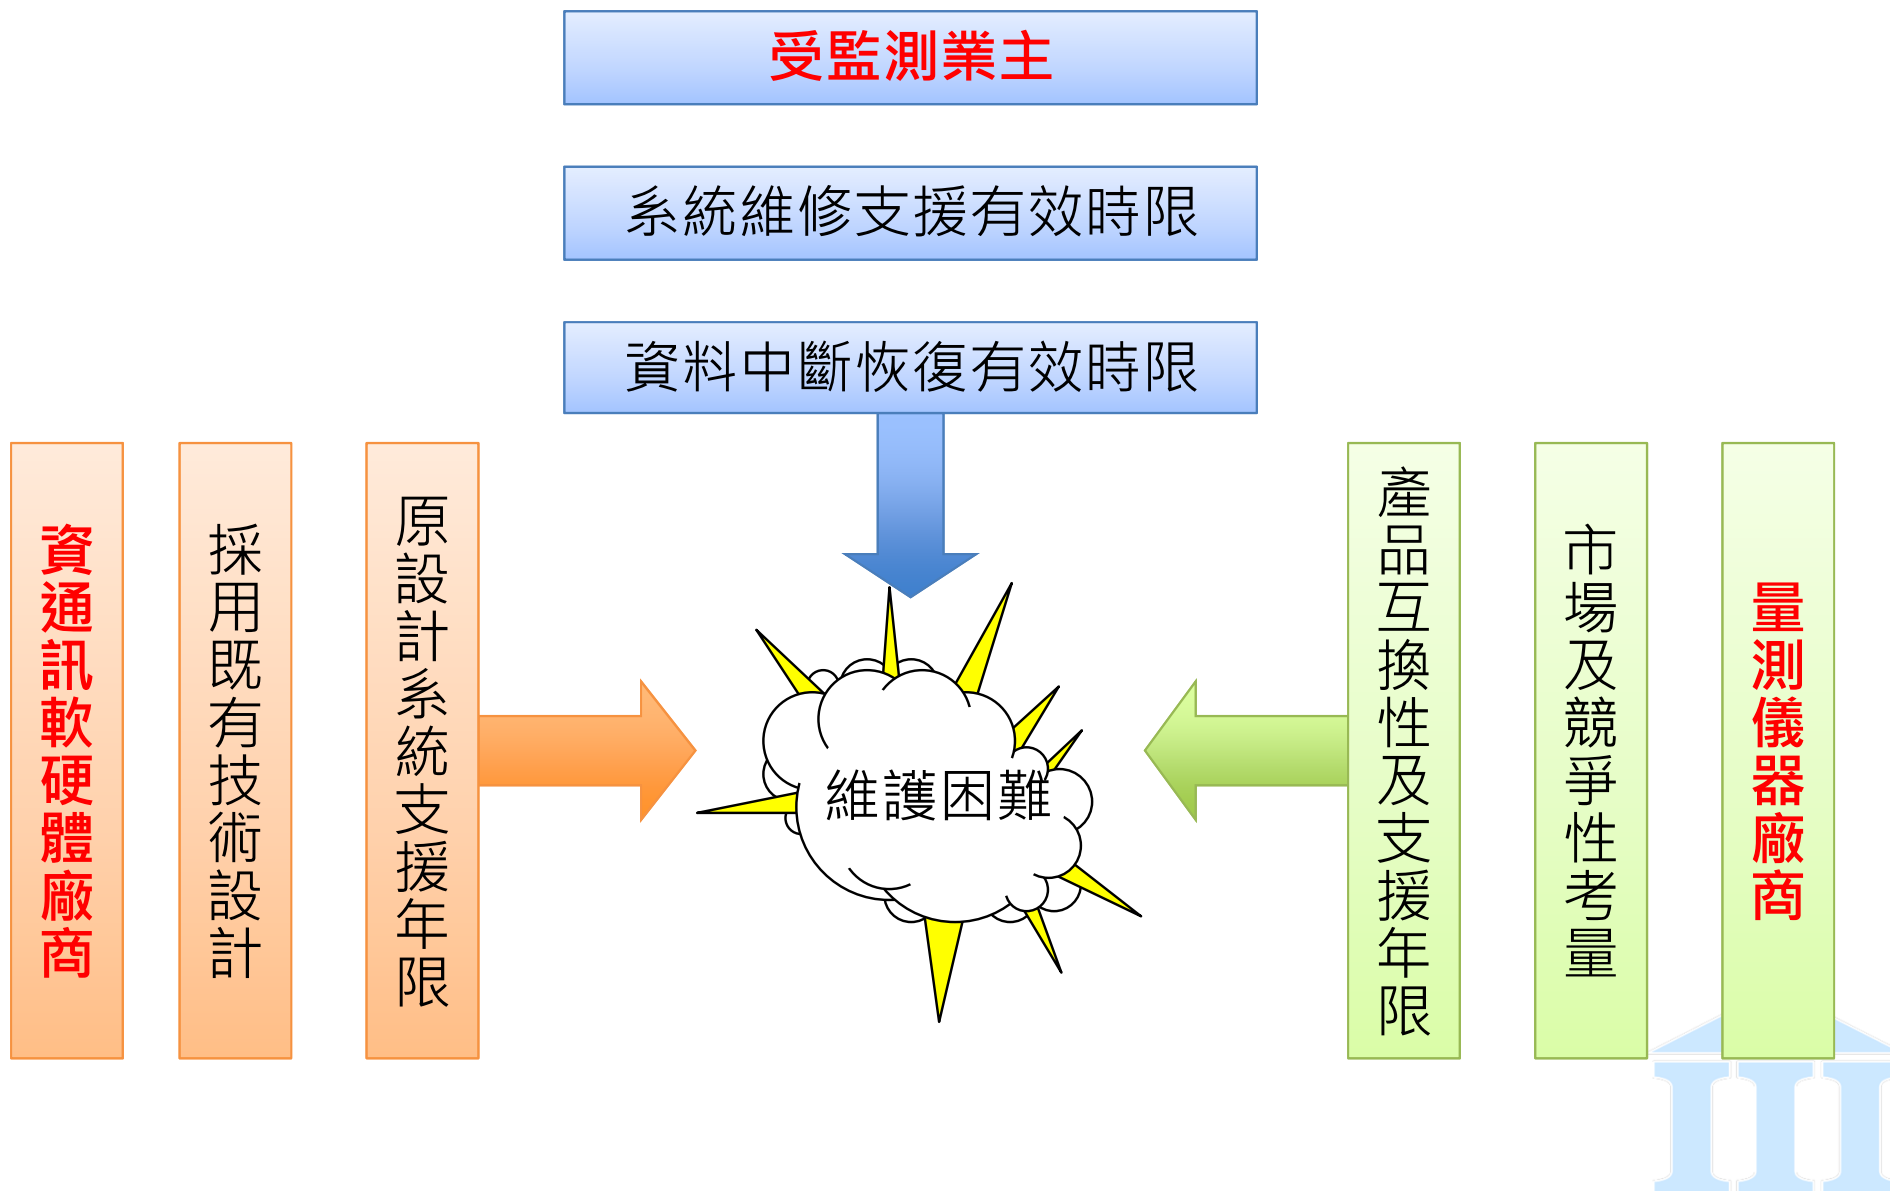 受監測業主
系統維修支援有效時限
資料中斷恢復有效時限
資通訊軟硬體廠商
採用既有技術設計
原設計系統支援年限
維護困難
產品互換性及支援年限
市場及競爭性考量
量測儀器廠商